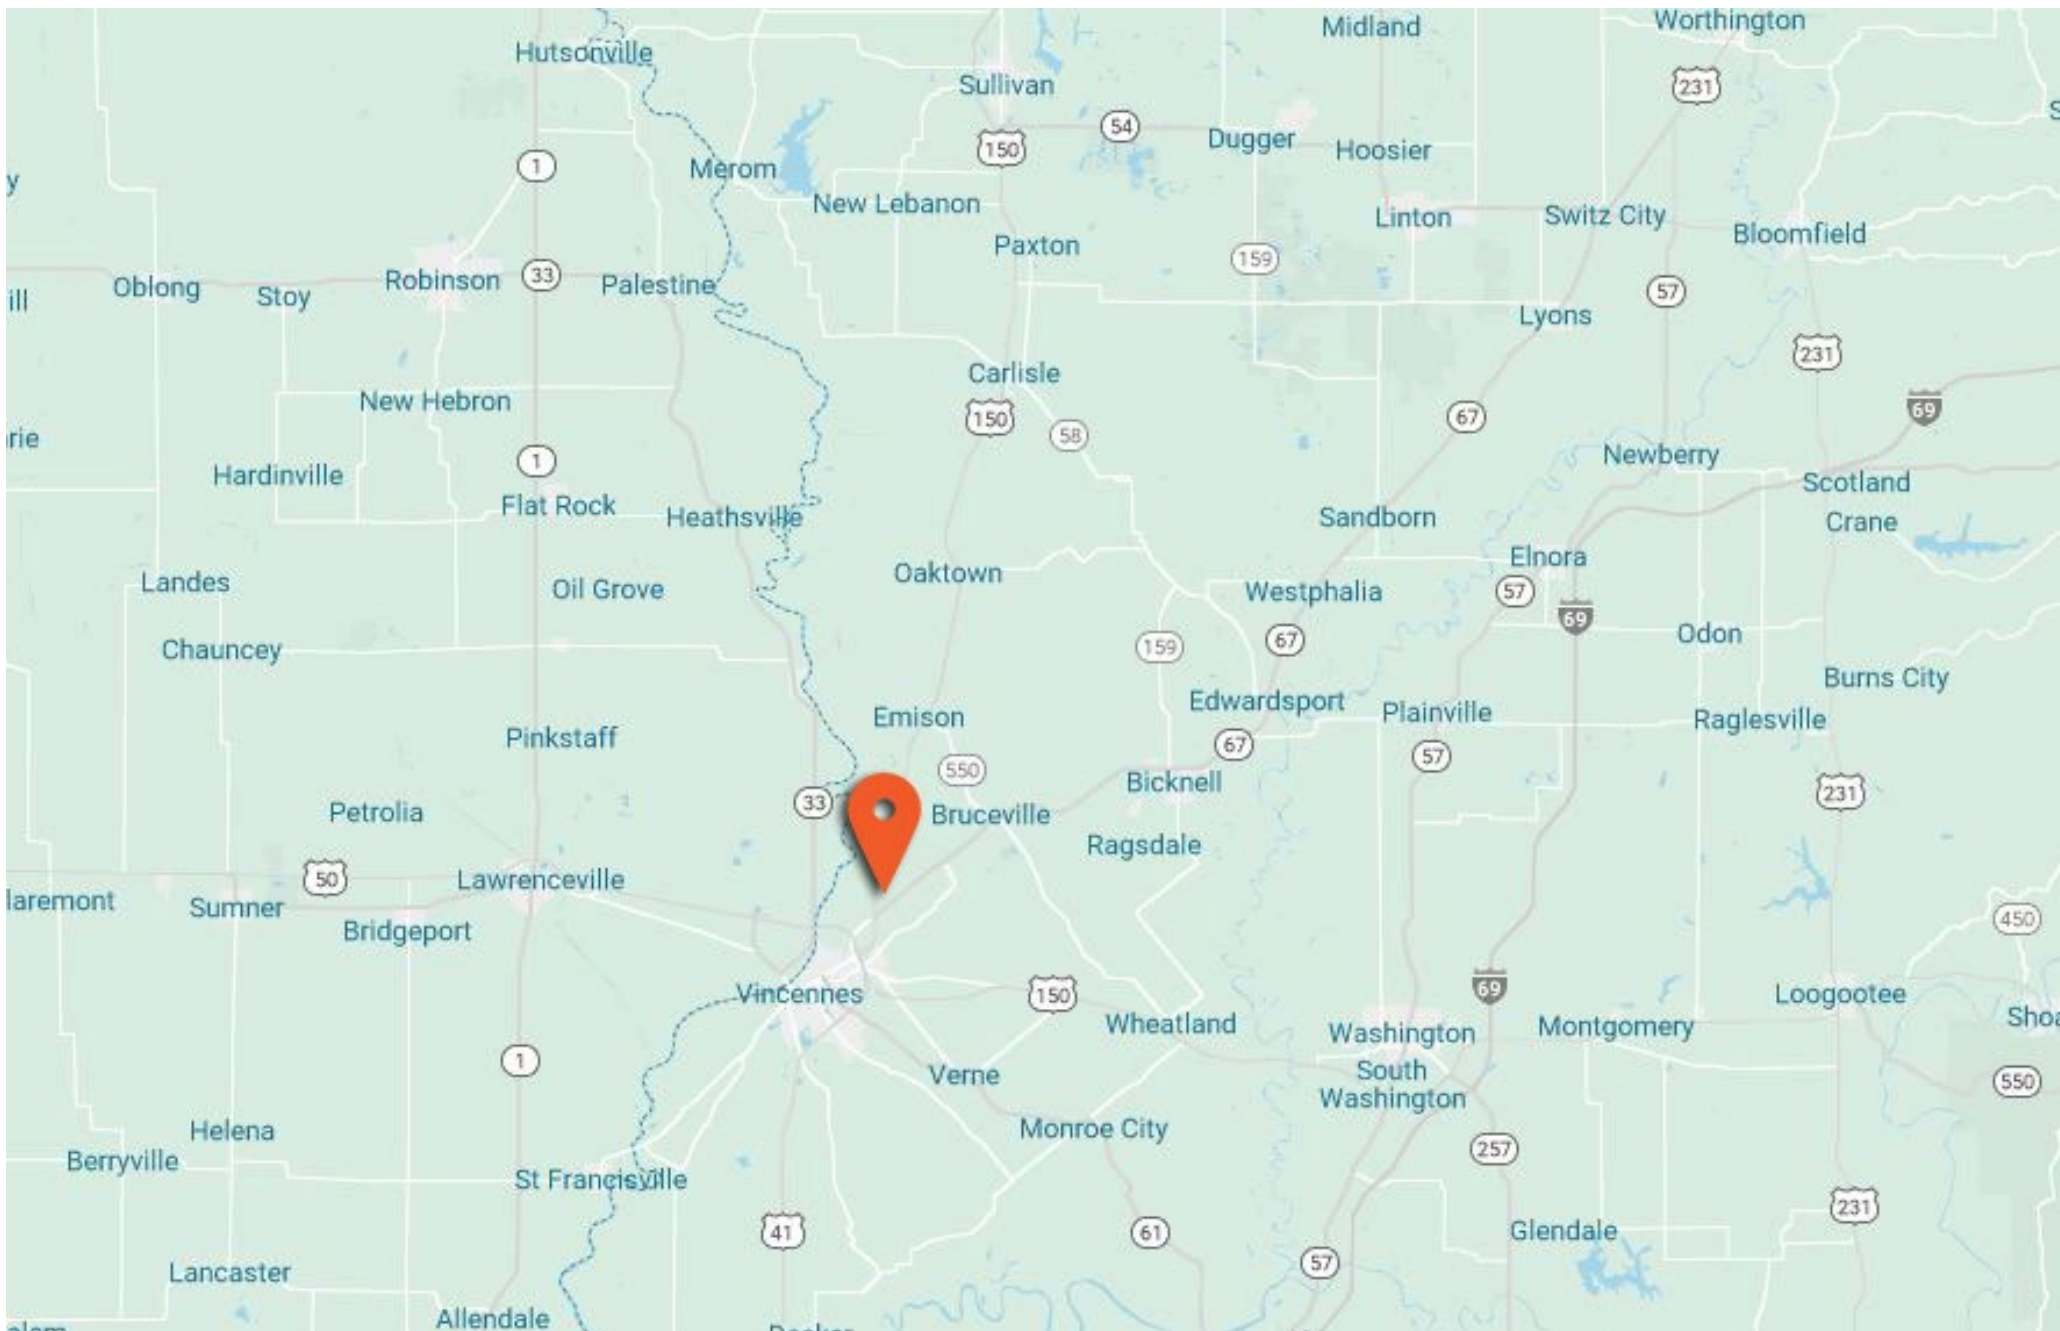 Midland
Worthington
Hutsonville
Sullivan
231
54
Dugger
Hoosier
150
1
Merom
New Lebanon
Linton
Switz City
Bloomfield
Paxton
159
Oblong
Stoy
Robinson
33
Palestine
57
ill
Lyons
231
Carlisle
New Hebron
150
58
67
69
rie
Newberry
1
Hardinville
Scotland
Flat Rock
Heathsville
Sandborn
Crane
Elnora
Landes
Oil Grove
Oaktown
Westphalia
57
69
67
Odon
Chauncey
159
Burns City
Edwardsport
Plainville
Emison
Raglesville
Pinkstaff
67
57
550
Bicknell
231
Petrolia
33
Bruceville
Ragsdale
50
Lawrenceville
laremont
Sumner
Bridgeport
450
Vincennes
150
69
Loogootee
Wheatland
Washington
Montgomery
Shoa
1
Verne
South
Washington
550
Helena
Monroe City
257
Berryville
St Francisville
231
41
61
Glendale
57
Lancaster
Allendale